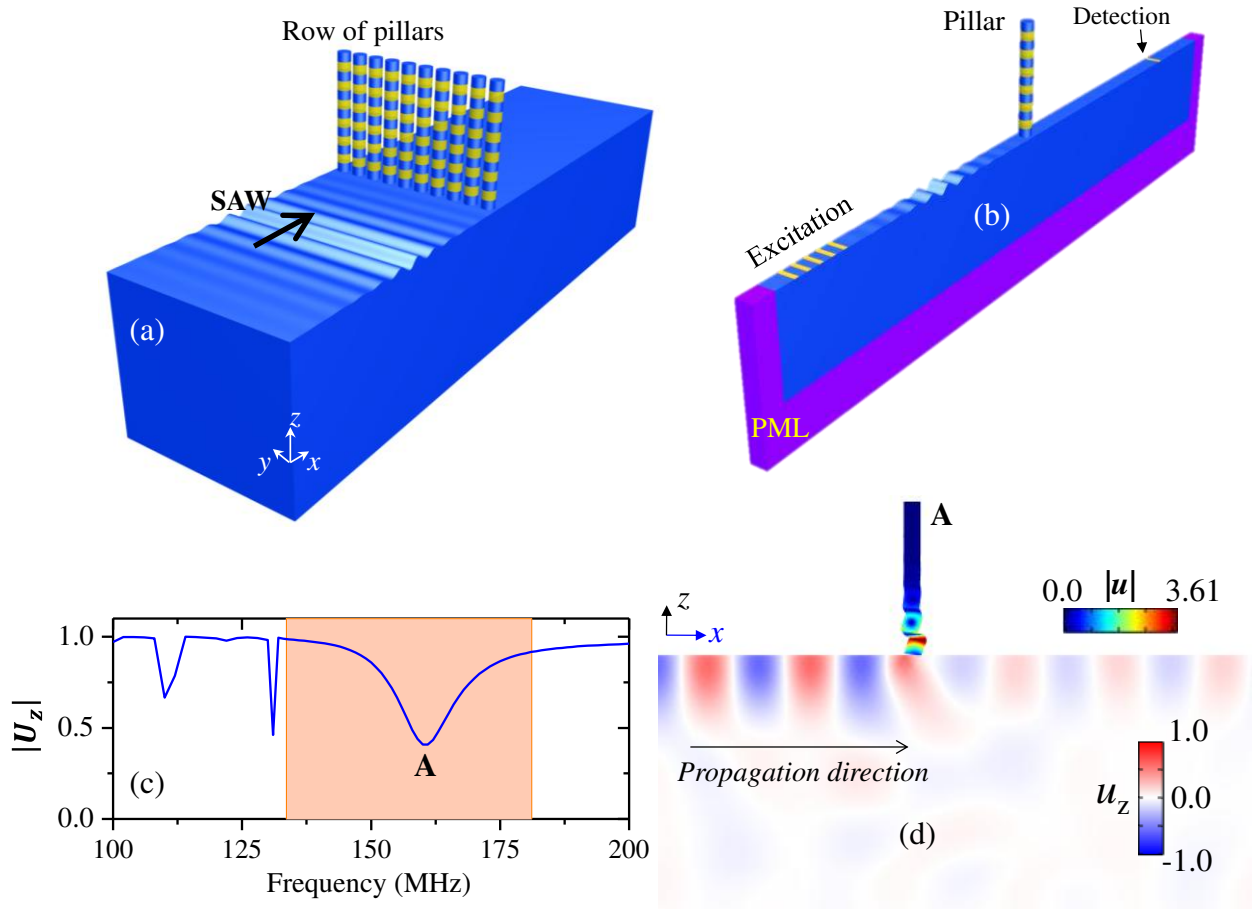 Row of pillars
SAW
(a)
z
y
x
Pillar
Detection
Excitation
(b)
PML
|U_z|
1.0
0.5
0.0
(c)
A
100
125
150
175
200
Frequency (MHz)
A
z
x
0.0 |u| 3.61
Propagation direction
(d)
u_z
1.0
0.0
-1.0